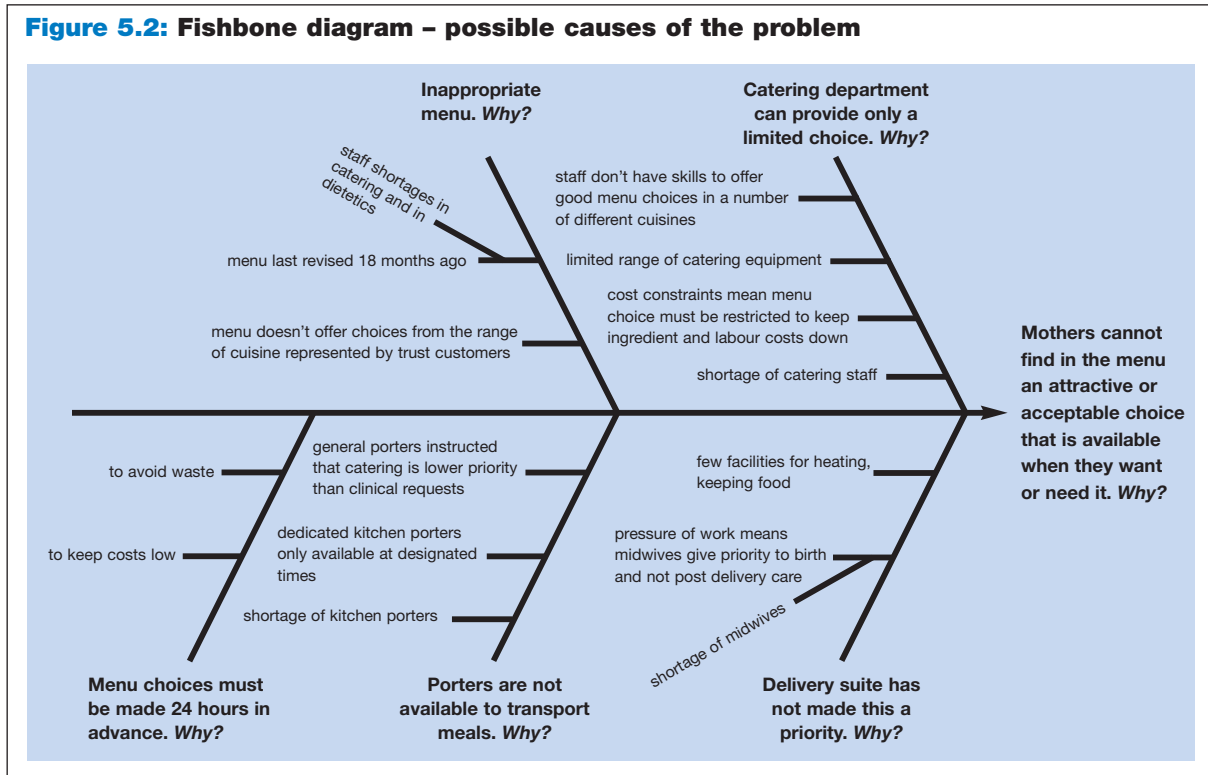 Figure 5.2: Fishbone diagram – possible causes of the problem
Inappropriate
menu. Why?
staff shortages in
catering and in
dietetics
menu last revised 18 months ago
menu doesn't offer choices from the range
of cuisine represented by trust customers
Catering department
can provide only a
limited choice. Why?
staff don't have skills to offer
good menu choices in a number
of different cuisines
limited range of catering equipment
cost constraints mean menu
choice must be restricted to keep
ingredient and labour costs down
shortage of catering staff
Mothers cannot
find in the menu
an attractive or
acceptable choice
that is available
when they want
or need it. Why?
to avoid waste
to keep costs low
Menu choices must
be made 24 hours in
advance. Why?
general porters instructed
that catering is lower priority
than clinical requests
dedicated kitchen porters
only available at designated
times
shortage of kitchen porters
Porters are not
available to transport
meals. Why?
few facilities for heating,
keeping food
pressure of work means
midwives give priority to birth
and not post delivery care
shortage of midwives
Delivery suite has
not made this a
priority. Why?